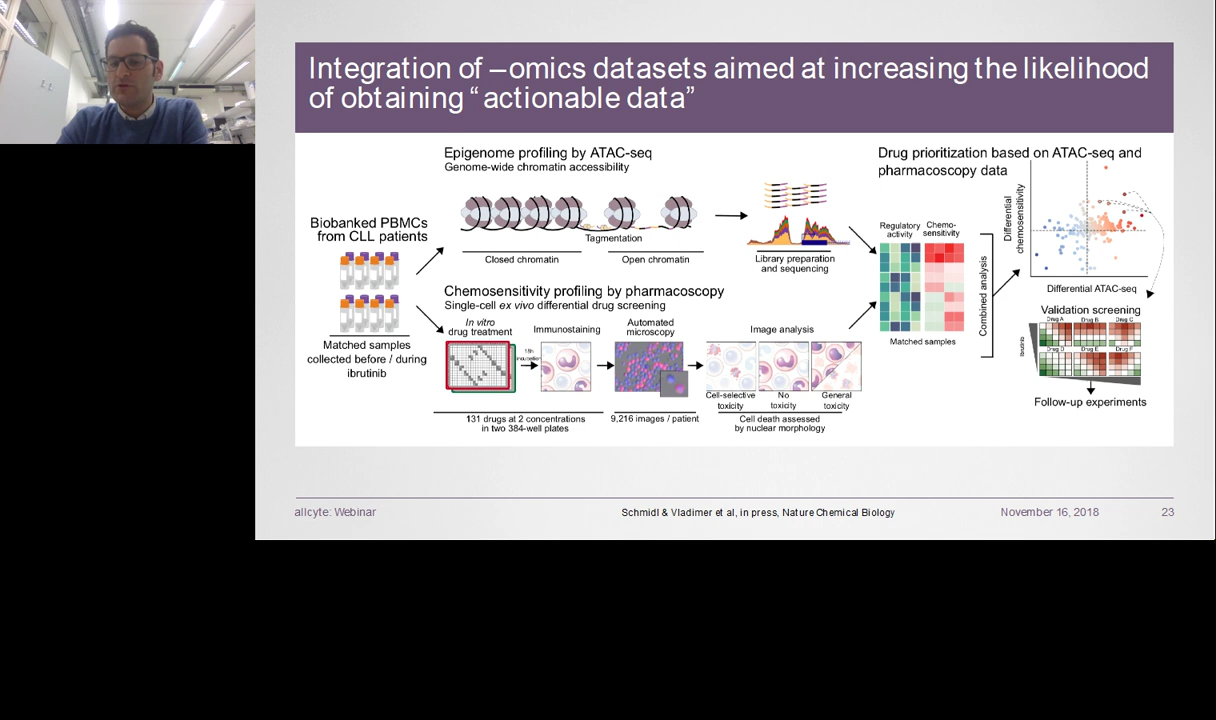 Integration of –omics datasets aimed at increasing the likelihood
of obtaining “actionable data”
Epigenome profiling by ATAC-seq
Genome-wide chromatin accessibility
Biobanked PBMCs
from CLL patients
Matched samples
collected before / during
ibrutinib
Tagmentation
Closed chromatin
Open chromatin
Library preparation
and sequencing
Chemosensitivity profiling by pharmacoscopy
Single-cell ex vivo differential drug screening
In vitro
drug treatment
Immunostaining
Automated
microscopy
Image analysis
incubation
Cell-selective
toxicity
No
toxicity
General
toxicity
131 drugs at 2 concentrations
in two 384-well plates
9,216 images / patient
Cell death assessed
by nuclear morphology
Drug prioritization based on ATAC-seq and
pharmacoscopy data
Regulatory
activity
Chemo-
sensitivity
Matched samples
Combined analysis
Differential
chemosensitivity
Differential ATAC-seq
Validation screening
Drug A
Drug B
Drug C
Drug D
Drug E
Drug F
Ibrutinib
Follow-up experiments
allcyte: Webinar
Schmidl & Vladimer et al, in press, Nature Chemical Biology
November 16, 2018
23